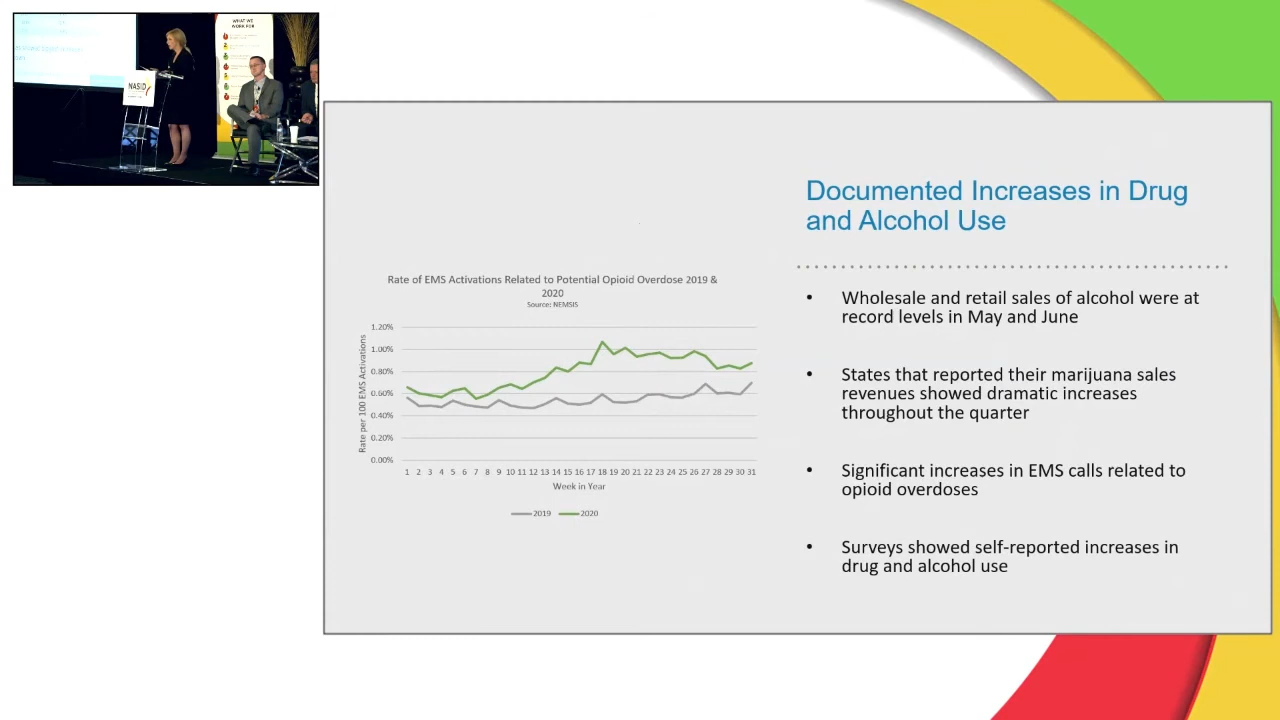 WHAT WE
WORK FOR
NASID
Documented Increases in Drug
and Alcohol Use
Rate of EMS Activations Related to Potential Opioid Overdose 2019 &
2020
Source: NEMSIS
Rate per 100 EMS Activations
1.20%
1.00%
0.80%
0.60%
0.40%
0.20%
0.00%
1 2 3 4 5 6 7 8 9 10 11 12 13 14 15 16 17 18 19 20 21 22 23 24 25 26 27 28 29 30 31
Week in Year
2019 2020
• Wholesale and retail sales of alcohol were at
record levels in May and June
• States that reported their marijuana sales
revenues showed dramatic increases
throughout the quarter
• Significant increases in EMS calls related to
opioid overdoses
• Surveys showed self-reported increases in
drug and alcohol use